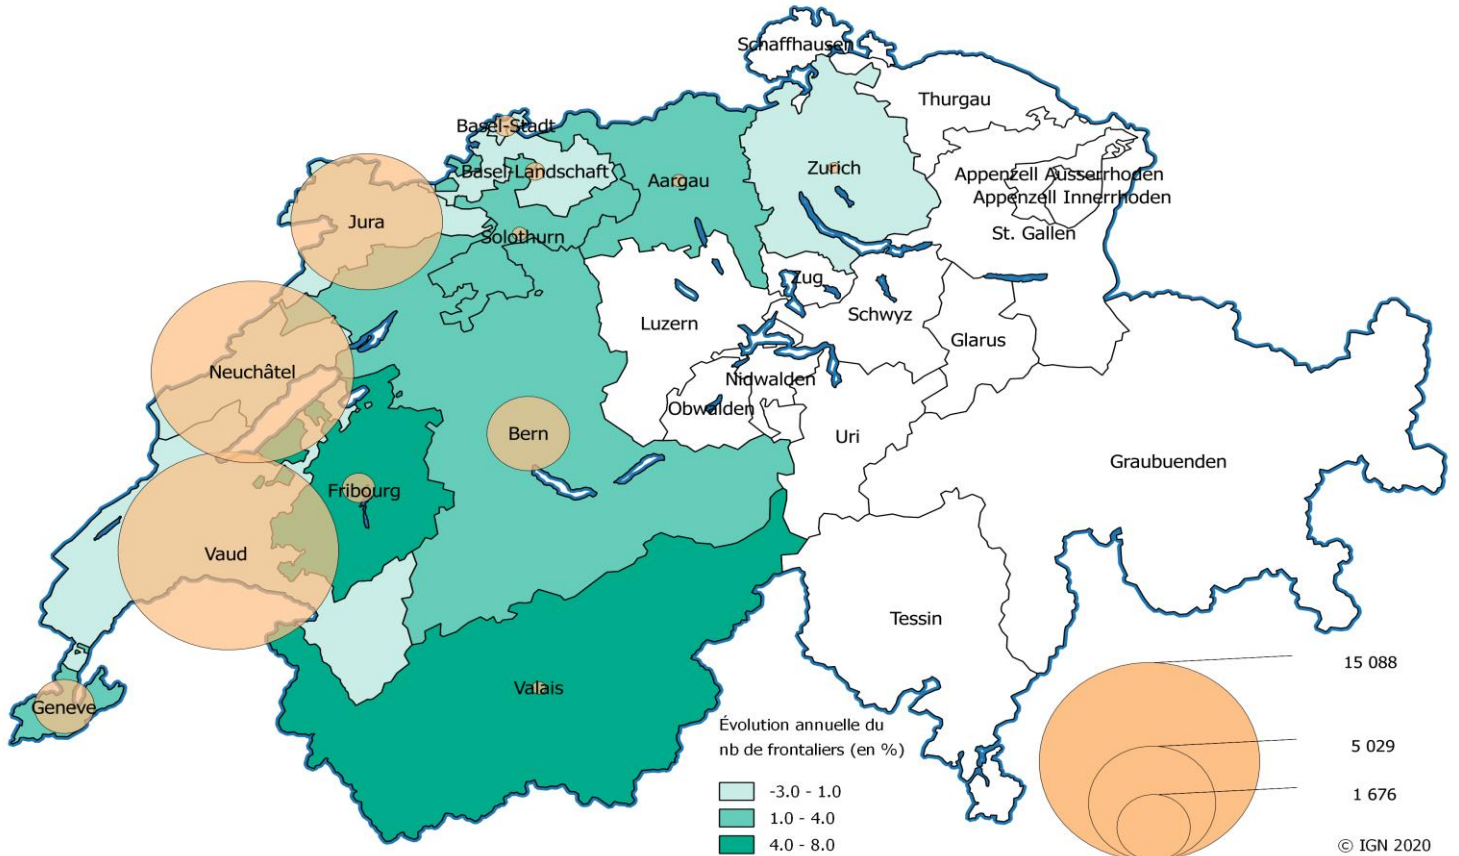 Schaffhausen
Thurgau
Basel-Stadt
Basel-Landschaft
Aargau
Zurich
Appenzell Ausserrhoden
Appenzell Innerrhoden
St. Gallen
Jura
Solothurn
Zug
Luzern
Schwyz
Glarus
Neuchâtel
Nidwalden
Obwalden
Bern
Uri
Graubuenden
Fribourg
Vaud
Tessin
Valais
Geneve
Évolution annuelle du
nb de frontaliers (en %)
-3.0 - 1.0
1.0 - 4.0
4.0 - 8.0
15 088
5 029
1 676
© IGN 2020